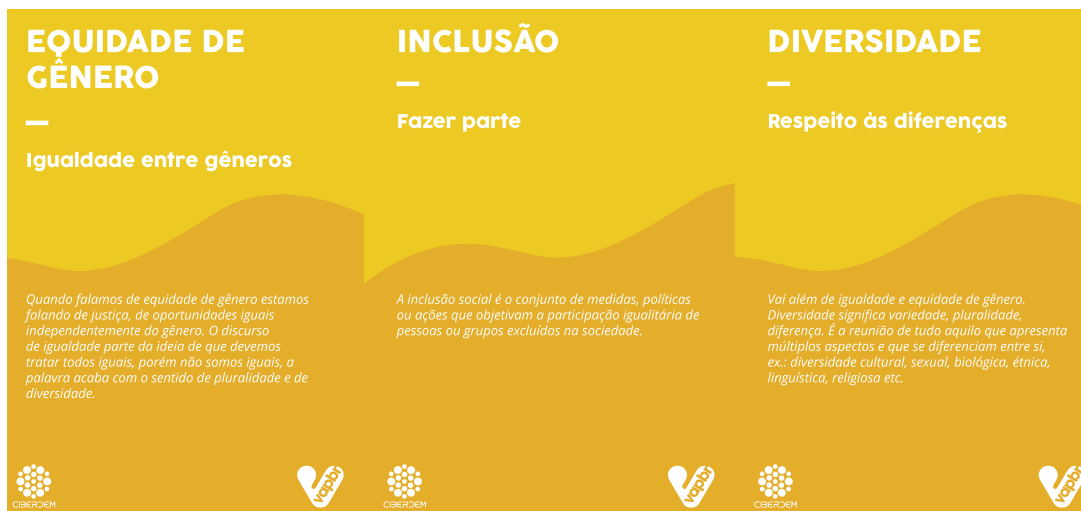 EQUIDADE DE
GÊNERO
Igualdade entre gêneros
Quando falamos de equidade de gênero estamos
falando de justiça, de oportunidades iguais
independentemente do gênero. O discurso
de igualdade parte da ideia de que devemos
tratar todos iguais, porém não somos iguais, a
palavra acaba com o sentido de pluralidade e de
diversidade.
CIBERDEM
vapbr
INCLUSÃO
Fazer parte
A inclusão social é o conjunto de medidas, políticas
ou ações que objetivam a participação igualitária de
pessoas ou grupos excluídos na sociedade.
CIBERDEM
vapbr
DIVERSIDADE
Respeito às diferenças
Vai além de igualdade e equidade de gênero.
Diversidade significa variedade, pluralidade,
diferença. É a reunião de tudo aquilo que apresenta
múltiplos aspectos e que se diferenciam entre si,
ex.: diversidade cultural, sexual, biológica, étnica,
linguística, religiosa etc.
CIBERDEM
vapbr